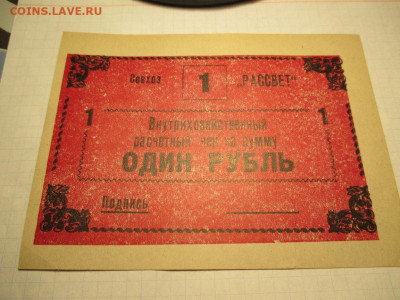 COINS.LAVE.RU
Совхоз 1 „РАССВЕТ"
1 1
Внутрихозяйственный
расчетный чек на сумму
ОДИН РУБЛЬ
Подпись